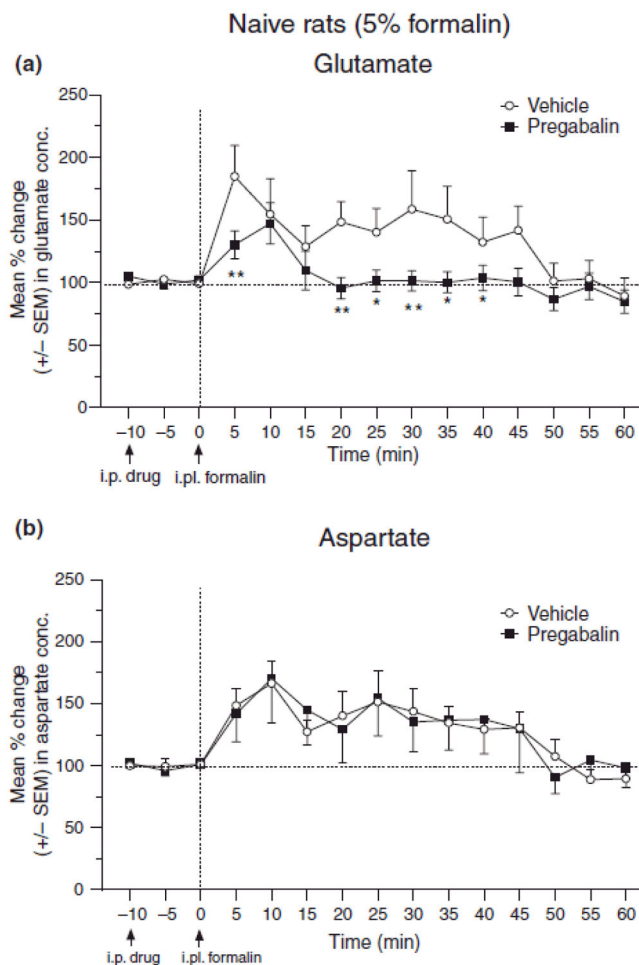 Naive rats (5% formalin)
(a)
Glutamate
Mean % change
(+/− SEM) in glutamate conc.
250
200
150
100
50
0
Vehicle
Pregabalin
**
**
*
**
*
*
−10 −5 0 5 10 15 20 25 30 35 40 45 50 55 60
Time (min)
i.p. drug i.pl. formalin
(b)
Aspartate
Mean % change
(+/− SEM) in aspartate conc.
250
200
150
100
50
0
Vehicle
Pregabalin
−10 −5 0 5 10 15 20 25 30 35 40 45 50 55 60
Time (min)
i.p. drug i.pl. formalin